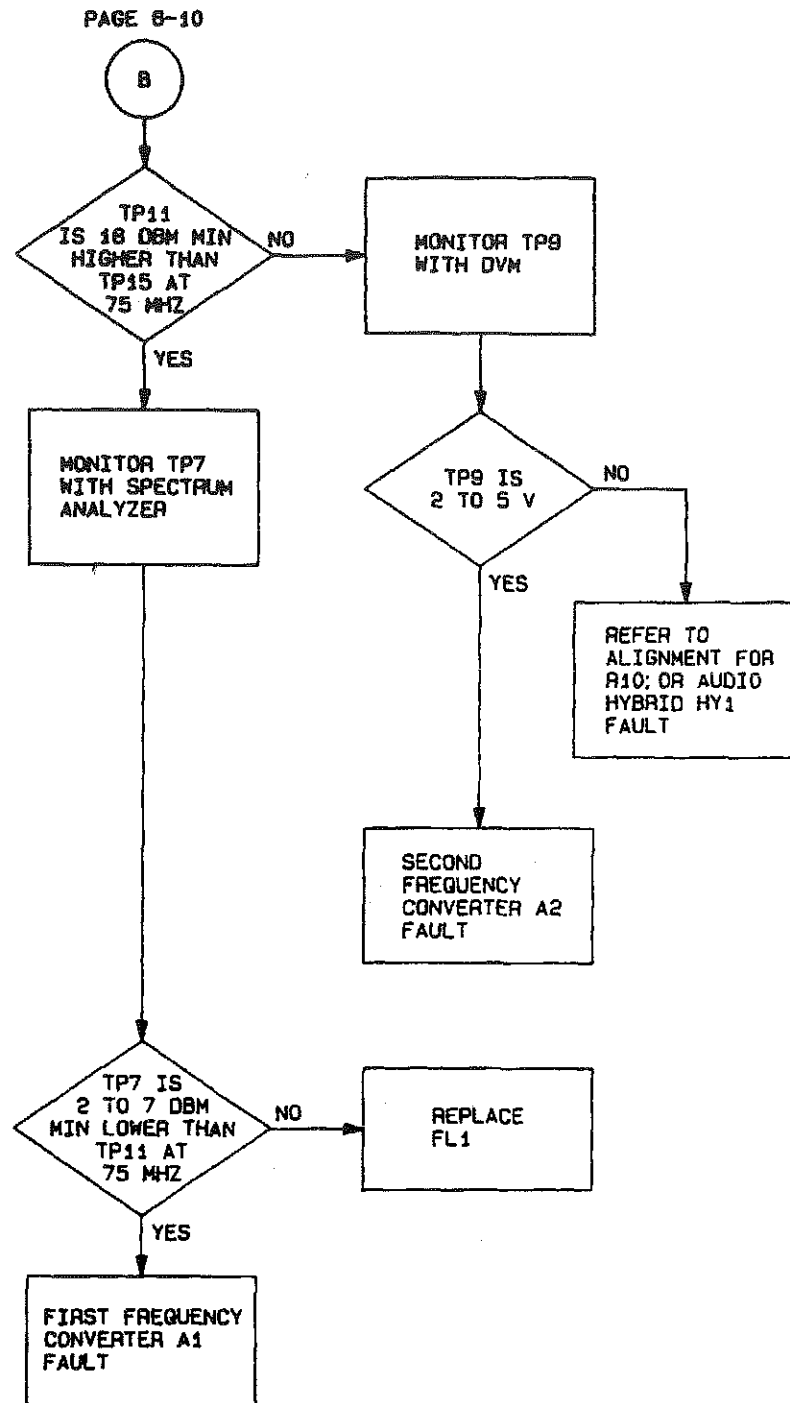 PAGE 6-10
B
TP11
IS 18 DBM MIN
HIGHER THAN
TP15 AT
75 MHZ
NO
YES
MONITOR TP9
WITH DVM
MONITOR TP7
WITH SPECTRUM
ANALYZER
TP9 IS
2 TO 5 V
NO
YES
REFER TO
ALIGNMENT FOR
R10; OR AUDIO
HYBRID HY1
FAULT
SECOND
FREQUENCY
CONVERTER A2
FAULT
TP7 IS
2 TO 7 DBM
MIN LOWER THAN
TP11 AT
75 MHZ
NO
YES
REPLACE
FL1
FIRST FREQUENCY
CONVERTER A1
FAULT